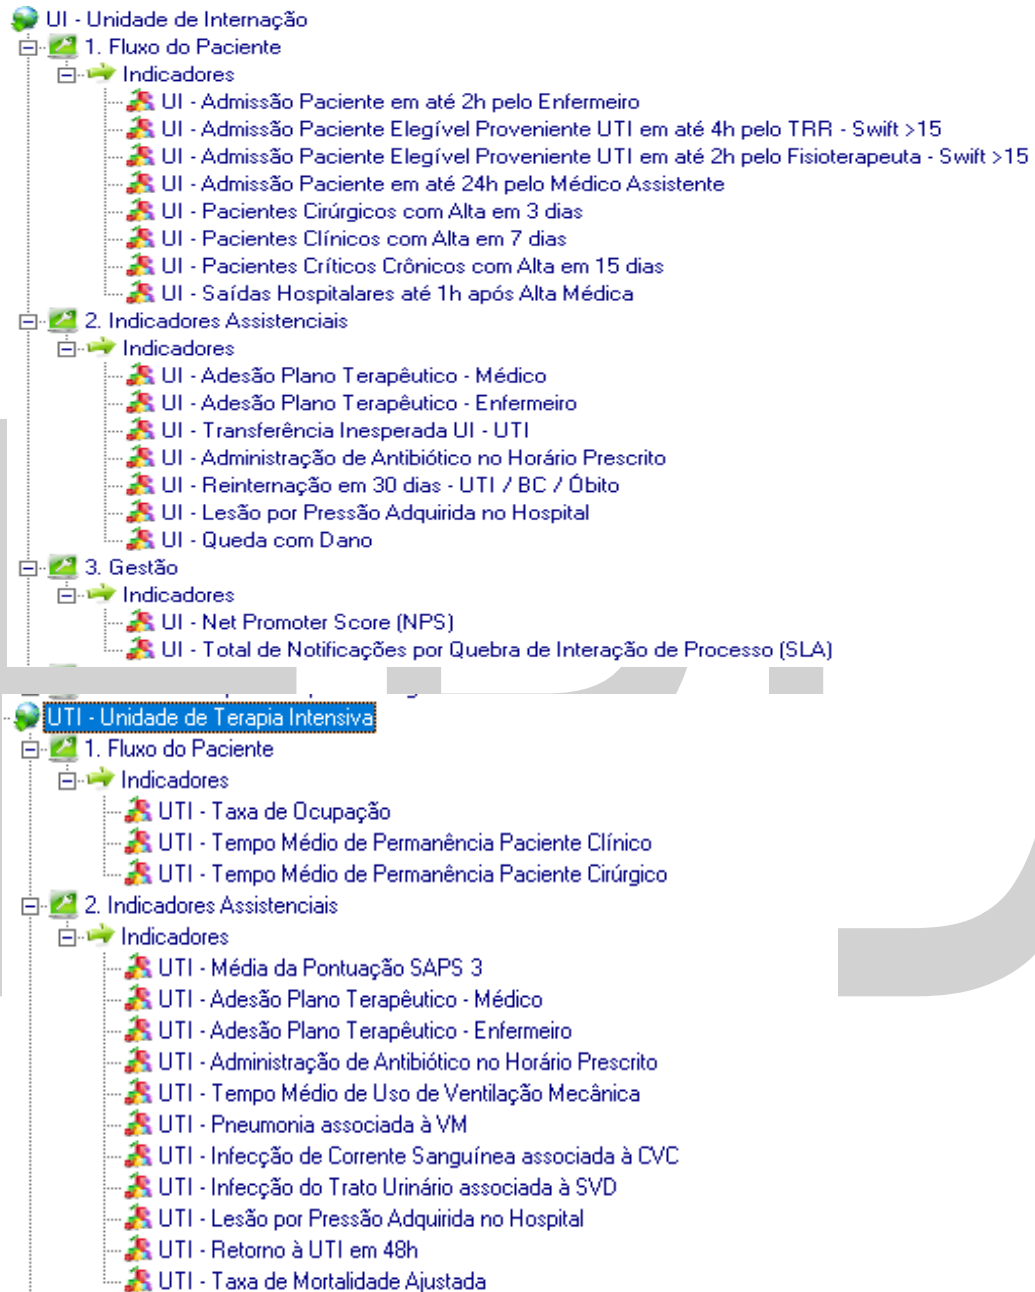 UI - Unidade de Internação
1. Fluxo do Paciente
Indicadores
UI - Admissão Paciente em até 2h pelo Enfermeiro
UI - Admissão Paciente Elegível Proveniente UTI em até 4h pelo TRR - Swift >15
UI - Admissão Paciente Elegível Proveniente UTI em até 2h pelo Fisioterapeuta - Swift >15
UI - Admissão Paciente em até 24h pelo Médico Assistente
UI - Pacientes Cirúrgicos com Alta em 3 dias
UI - Pacientes Clínicos com Alta em 7 dias
UI - Pacientes Críticos Crônicos com Alta em 15 dias
UI - Saídas Hospitalares até 1h após Alta Médica
2. Indicadores Assistenciais
Indicadores
UI - Adesão Plano Terapêutico - Médico
UI - Adesão Plano Terapêutico - Enfermeiro
UI - Transferência Inesperada UI - UTI
UI - Administração de Antibiótico no Horário Prescrito
UI - Reinternação em 30 dias - UTI / BC / Óbito
UI - Lesão por Pressão Adquirida no Hospital
UI - Queda com Dano
3. Gestão
Indicadores
UI - Net Promoter Score (NPS)
UI - Total de Notificações por Quebra de Interação de Processo (SLA)
UTI - Unidade de Terapia Intensiva
1. Fluxo do Paciente
Indicadores
UTI - Taxa de Ocupação
UTI - Tempo Médio de Permanência Paciente Clínico
UTI - Tempo Médio de Permanência Paciente Cirúrgico
2. Indicadores Assistenciais
Indicadores
UTI - Média da Pontuação SAPS 3
UTI - Adesão Plano Terapêutico - Médico
UTI - Adesão Plano Terapêutico - Enfermeiro
UTI - Administração de Antibiótico no Horário Prescrito
UTI - Tempo Médio de Uso de Ventilação Mecânica
UTI - Pneumonia associada à VM
UTI - Infecção de Corrente Sanguínea associada à CVC
UTI - Infecção do Trato Urinário associada à SVD
UTI - Lesão por Pressão Adquirida no Hospital
UTI - Retorno à UTI em 48h
UTI - Taxa de Mortalidade Ajustada